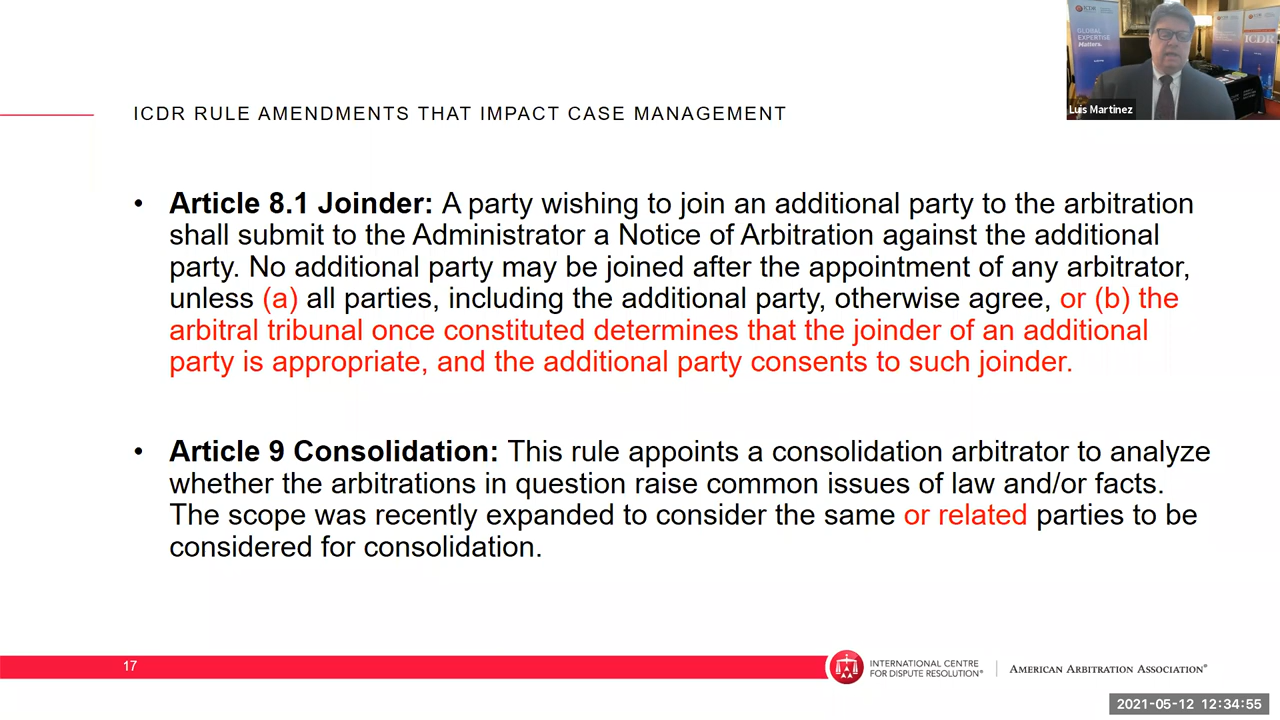 GLOBAL
EXPERTISE
Matters.
ICDR
Luis Martinez
ICDR RULE AMENDMENTS THAT IMPACT CASE MANAGEMENT
• Article 8.1 Joinder: A party wishing to join an additional party to the arbitration
shall submit to the Administrator a Notice of Arbitration against the additional
party. No additional party may be joined after the appointment of any arbitrator,
unless (a) all parties, including the additional party, otherwise agree, or (b) the
arbitral tribunal once constituted determines that the joinder of an additional
party is appropriate, and the additional party consents to such joinder.
• Article 9 Consolidation: This rule appoints a consolidation arbitrator to analyze
whether the arbitrations in question raise common issues of law and/or facts.
The scope was recently expanded to consider the same or related parties to be
considered for consolidation.
17
INTERNATIONAL CENTRE
FOR DISPUTE RESOLUTION®
AMERICAN ARBITRATION ASSOCIATION®
2021-05-12 12:34:55